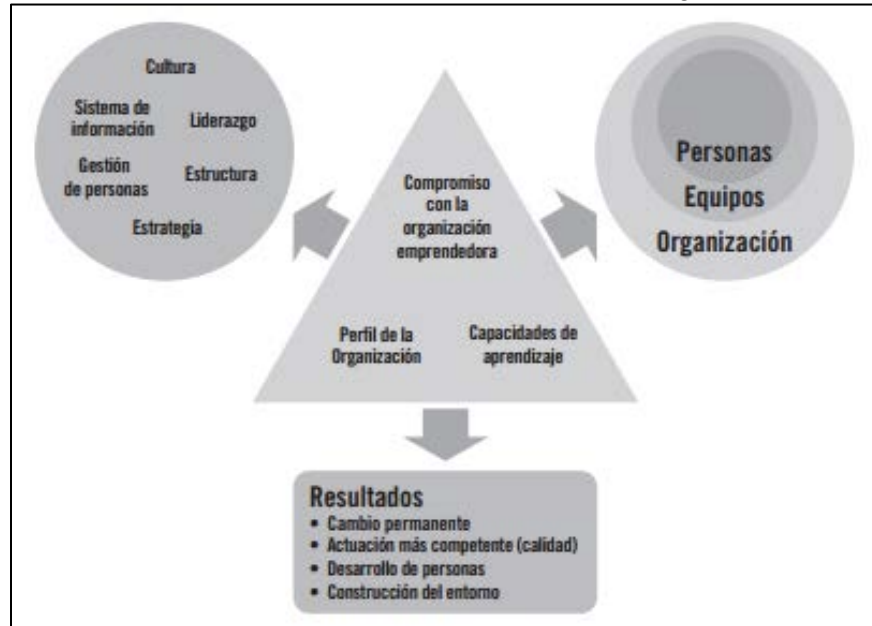 Cultura
Sistema de
información
Liderazgo
Gestión
de personas
Estructura
Estrategia
Compromiso
con la
organización
emprendedora
Perfil de la
Organización
Capacidades de
aprendizaje
Personas
Equipos
Organización
Resultados
• Cambio permanente
• Actuación más competente (calidad)
• Desarrollo de personas
• Construcción del entorno